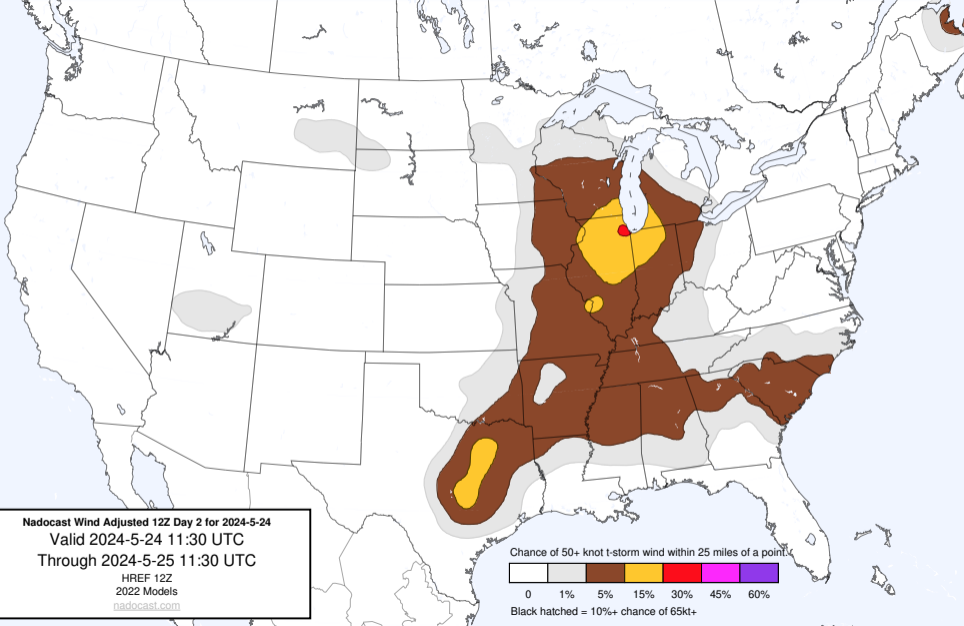 Nadocast Wind Adjusted 12Z Day 2 for 2024-5-24
Valid 2024-5-24 11:30 UTC
Through 2024-5-25 11:30 UTC
HREF 12Z
2022 Models
nadocast.com
Chance of 50+ knot t-storm wind within 25 miles of a point.
0 1% 5% 15% 30% 45% 60%
Black hatched = 10%+ chance of 65kt+